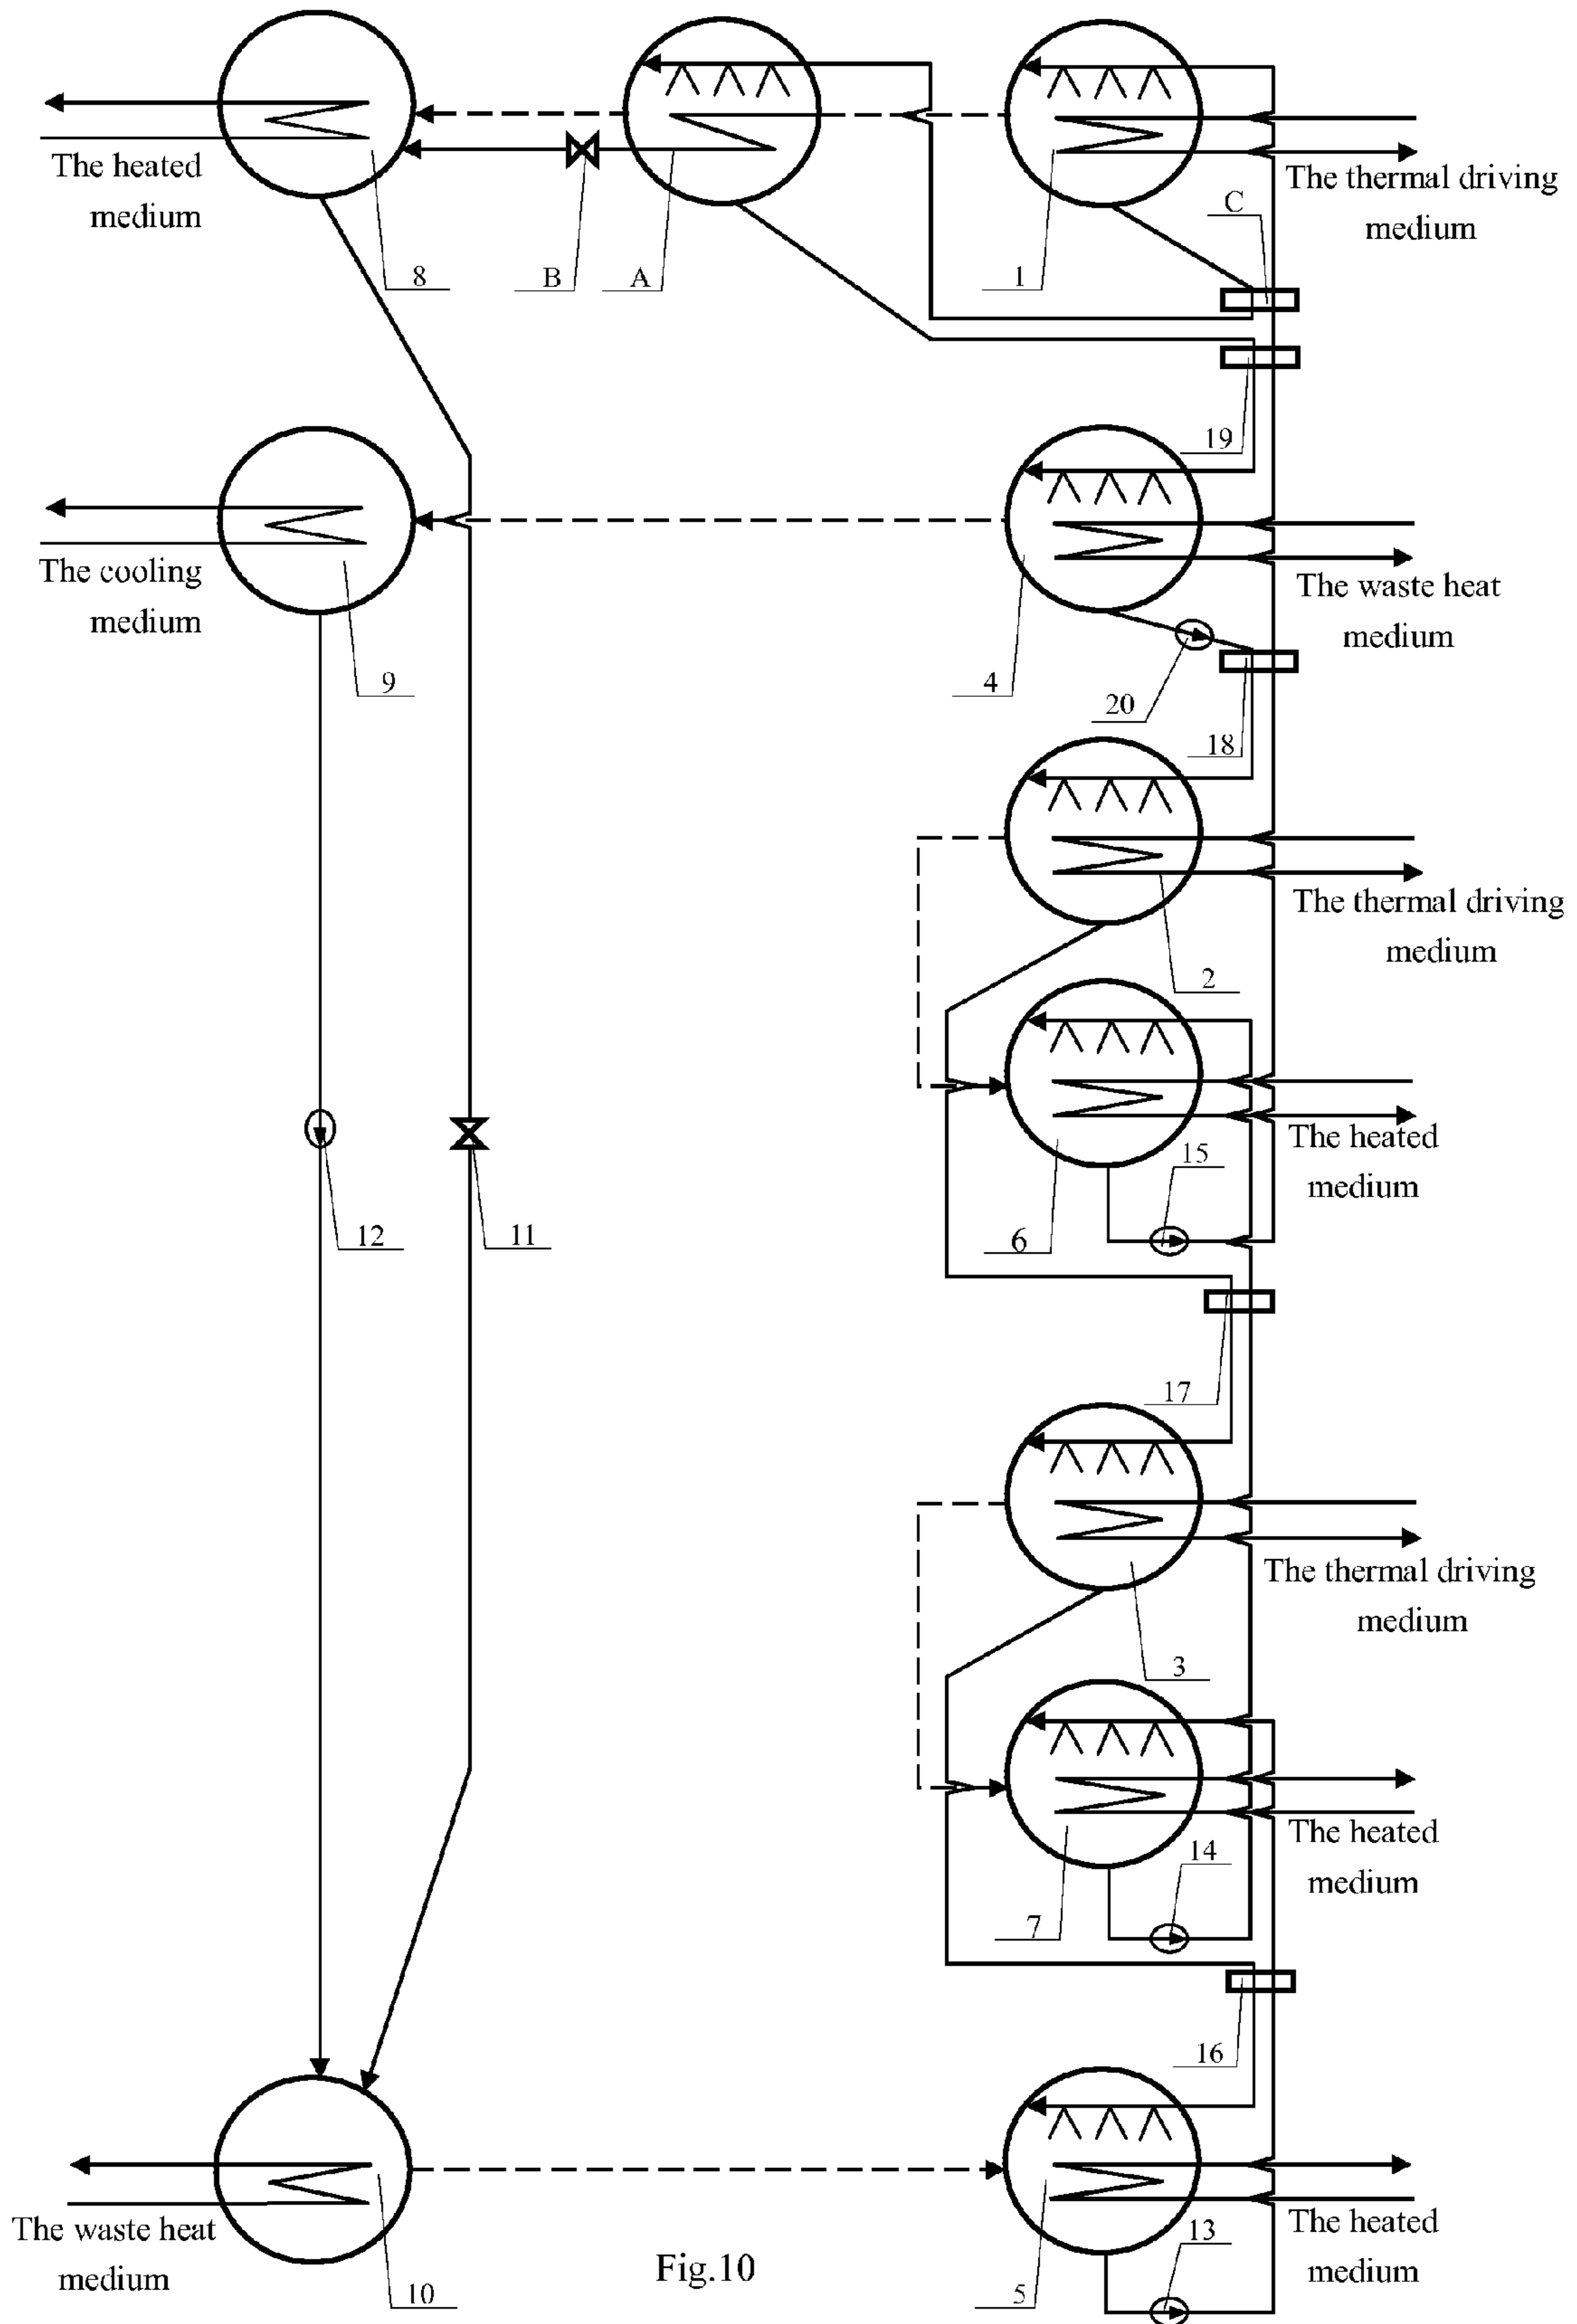 The heated
medium
8
B
A
1
C
The thermal driving
medium
19
The cooling
medium
9
4
20
18
The waste heat
medium
2
The thermal driving
medium
12
11
6
15
The heated
medium
17
3
The thermal driving
medium
7
14
The heated
medium
16
The waste heat
medium
10
Fig.10
5
13
The heated
medium